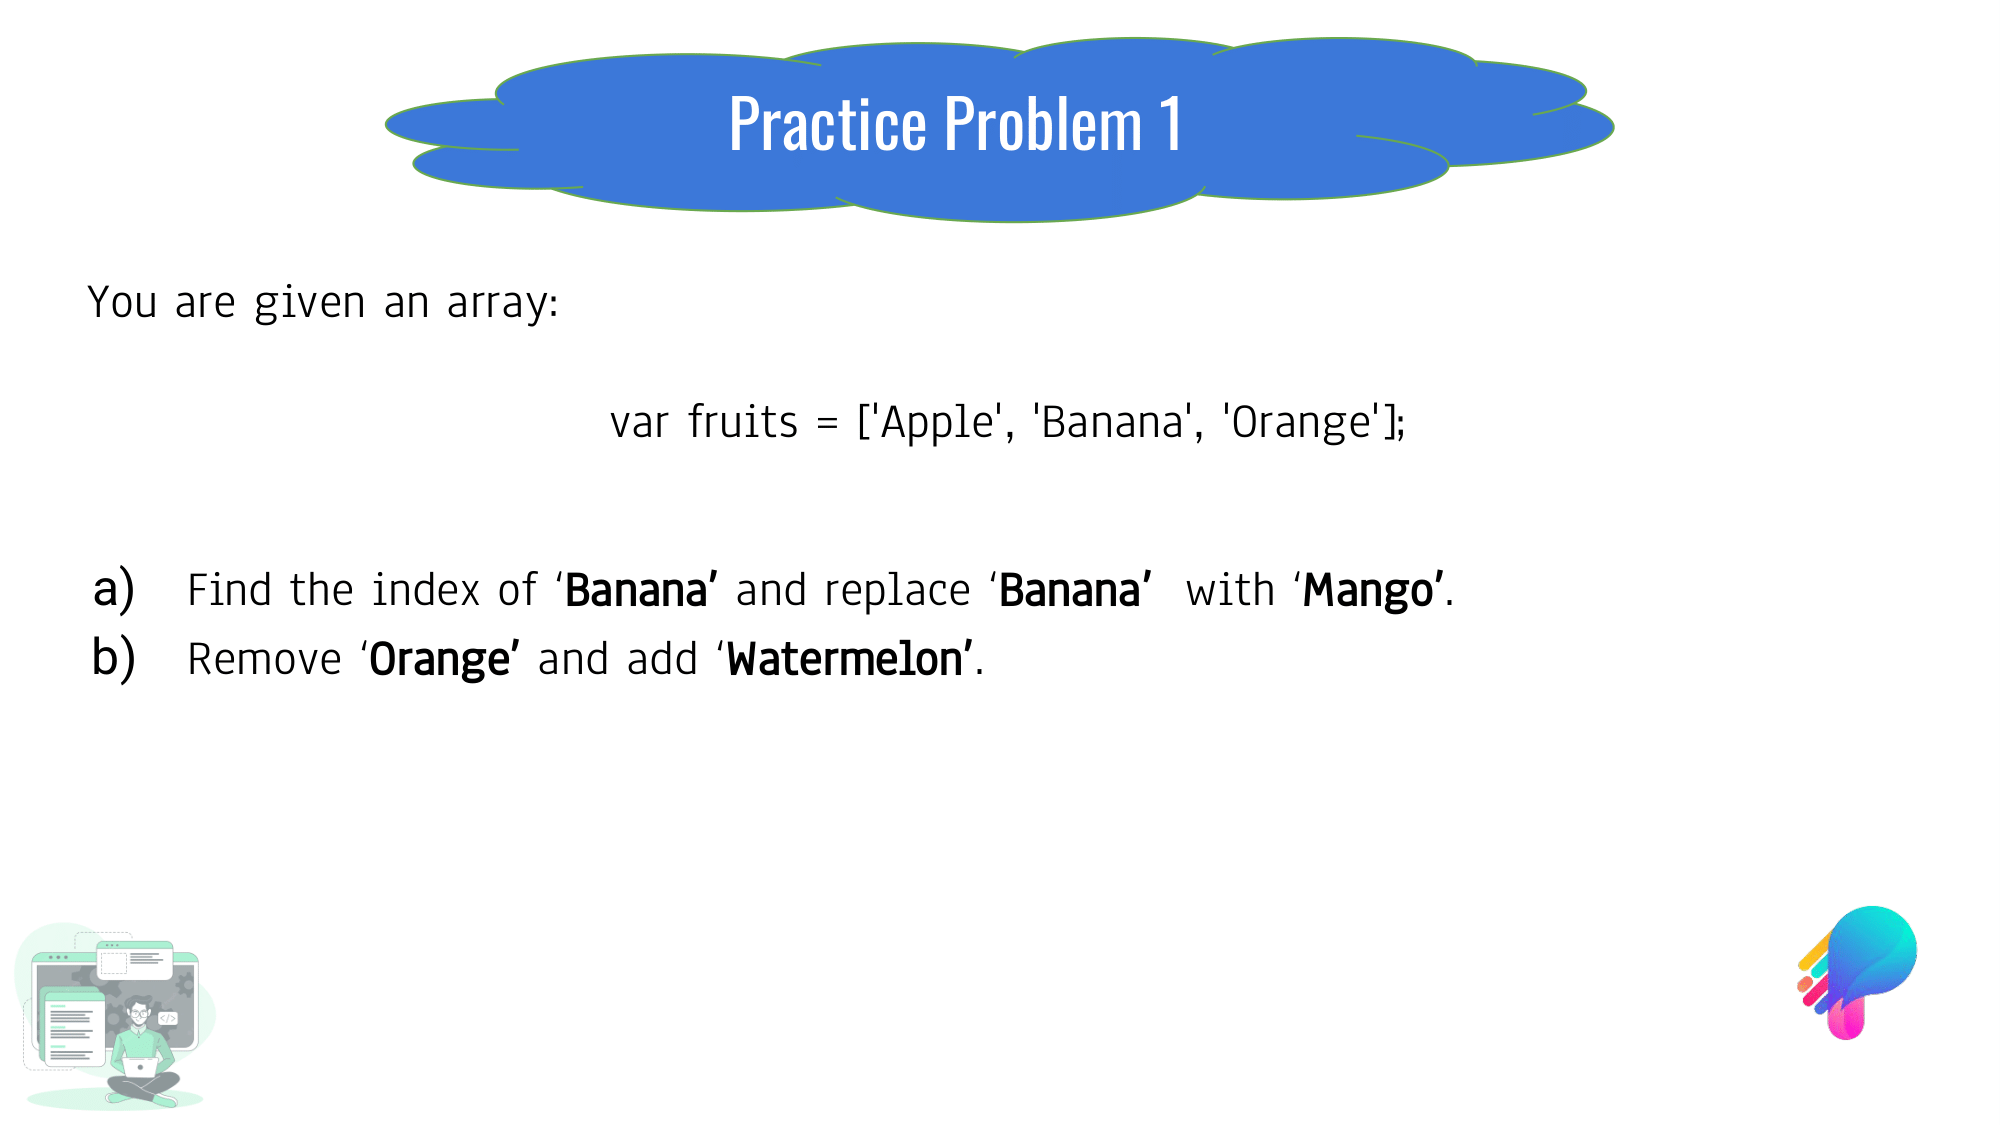 Practice Problem 1
You are given an array:
var fruits = ['Apple', 'Banana', 'Orange'];
a) Find the index of ‘Banana’ and replace ‘Banana’  with ‘Mango’.
b) Remove ‘Orange’ and add ‘Watermelon’.